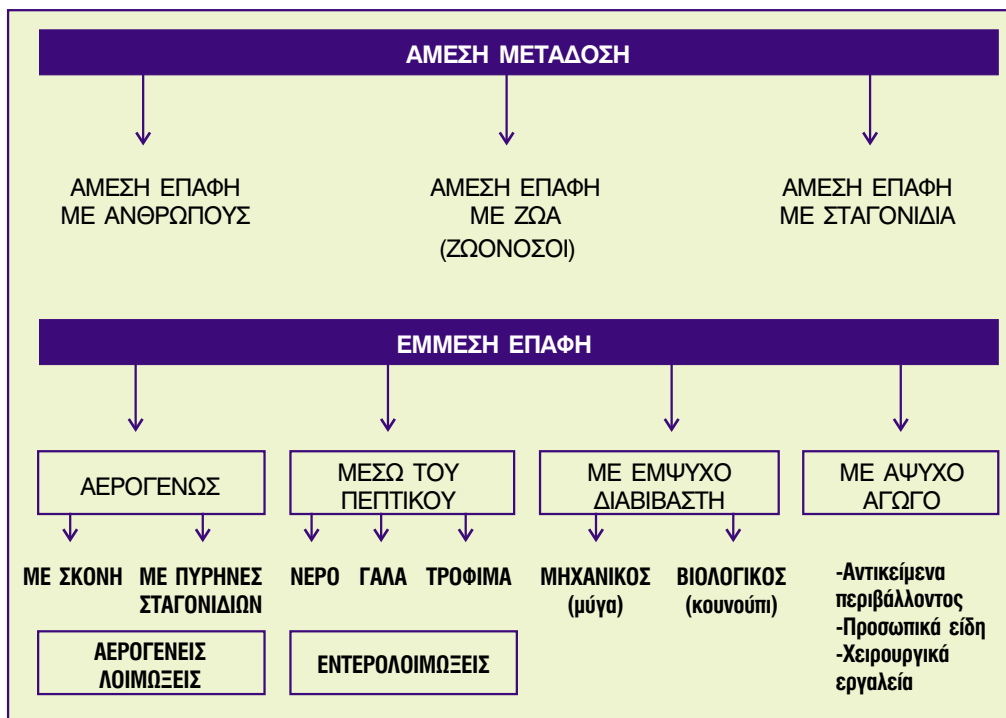 ΑΜΕΣΗ ΜΕΤΑΔΟΣΗ
ΑΜΕΣΗ ΕΠΑΦΗ
ΜΕ ΑΝΘΡΩΠΟΥΣ
ΑΜΕΣΗ ΕΠΑΦΗ
ΜΕ ΖΩΑ
(ΖΩΟΝΟΣΟΙ)
ΑΜΕΣΗ ΕΠΑΦΗ
ΜΕ ΣΤΑΓΟΝΙΔΙΑ
ΕΜΜΕΣΗ ΕΠΑΦΗ
ΑΕΡΟΓΕΝΩΣ
ΜΕΣΩ ΤΟΥ
ΠΕΠΤΙΚΟΥ
ΜΕ ΕΜΨΥΧΟ
ΔΙΑΒΙΒΑΣΤΗ
ΜΕ ΑΨΥΧΟ
ΑΓΩΓΟ
ΜΕ ΣΚΟΝΗ
ΜΕ ΠΥΡΗΝΕΣ
ΣΤΑΓΟΝΙΔΙΩΝ
ΝΕΡΟ
ΓΑΛΑ
ΤΡΟΦΙΜΑ
ΜΗΧΑΝΙΚΟΣ
(μύγα)
ΒΙΟΛΟΓΙΚΟΣ
(κουνούπι)
-Αντικείμενα
περιβάλλοντος
-Προσωπικά είδη
-Χειρουργικά
εργαλεία
ΑΕΡΟΓΕΝΕΙΣ
ΛΟΙΜΩΞΕΙΣ
ΕΝΤΕΡΟΛΟΙΜΩΞΕΙΣ